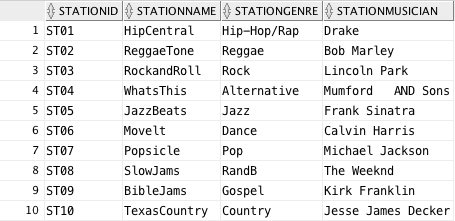 STATIONID STATIONNAME STATIONGENRE STATIONMUSICIAN
1 ST01 HipCentral Hip-Hop/Rap Drake
2 ST02 ReggaeTone Reggae Bob Marley
3 ST03 RockandRoll Rock Lincoln Park
4 ST04 WhatsThis Alternative Mumford   AND Sons
5 ST05 JazzBeats Jazz Frank Sinatra
6 ST06 MoveIt Dance Calvin Harris
7 ST07 Popsicle Pop Michael Jackson
8 ST08 SlowJams RandB The Weeknd
9 ST09 BibleJams Gospel Kirk Franklin
10 ST10 TexasCountry Country Jesse James Decker